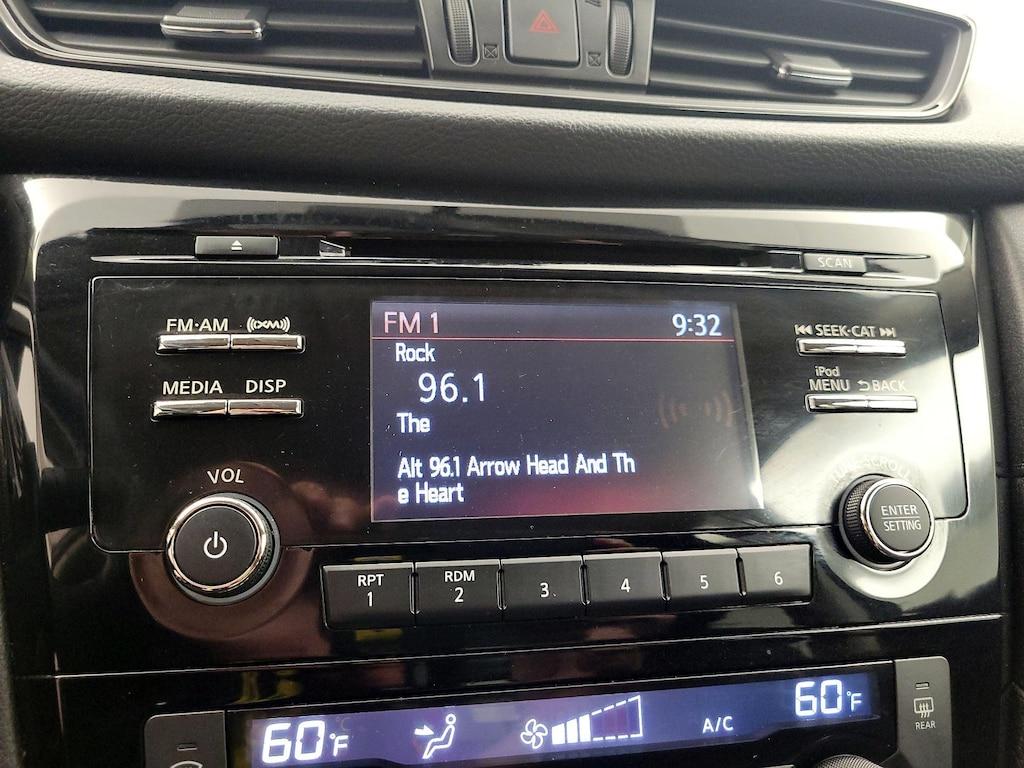 SCAN
FM·AM
((XM))
SEEK·CAT
MEDIA
DISP
iPod
MENU
BACK
FM 1
9:32
Rock
96.1
The
Alt 96.1 Arrow Head And Th
e Heart
VOL
SCROLL
ENTER
SETTING
RPT
1
RDM
2
3
4
5
6
60°F
A/C
60°F
REAR